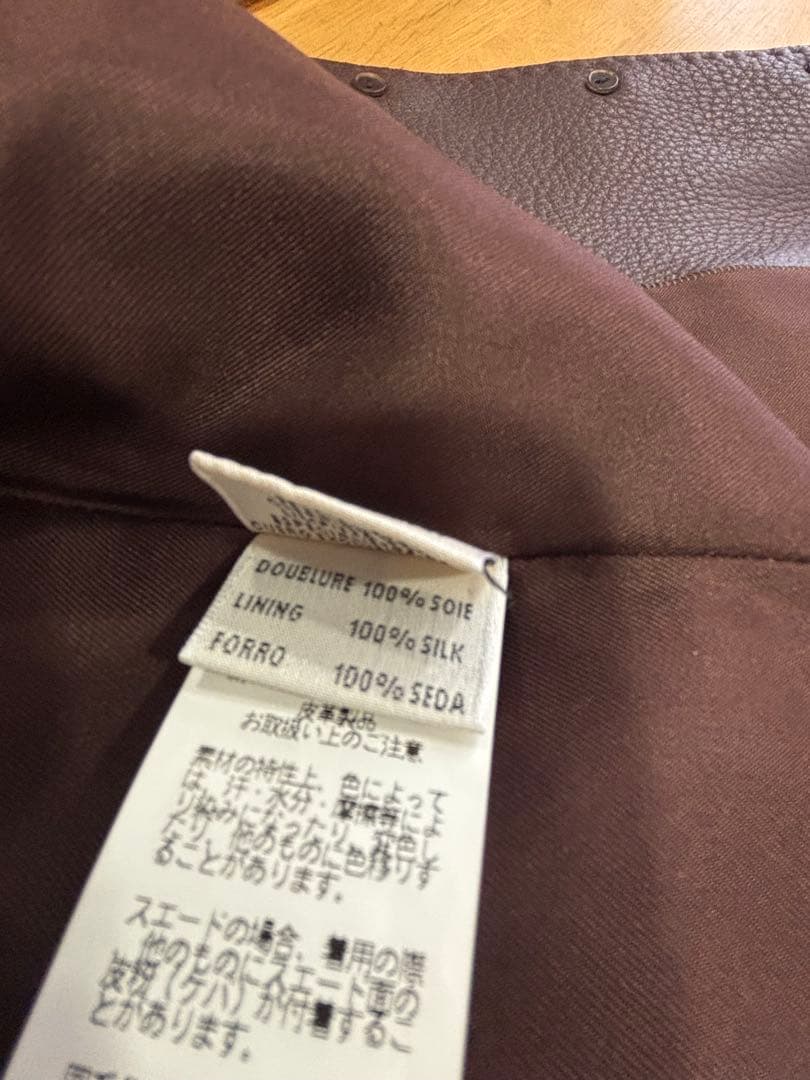 DOUBLURE 100% SOIE
LINING 100% SILK
FORRO 100% SEDA
皮革製品
お取扱い上のご注意
素材の特性上、色によって
は、汗・水分・摩擦等によ
り染みになったり、変色し
たり、他のものに色移りす
ることがあります。
スエードの場合、着用の際
他のものにスエード面のこ
皮革（ケバ）が付着するこ
とがあります。